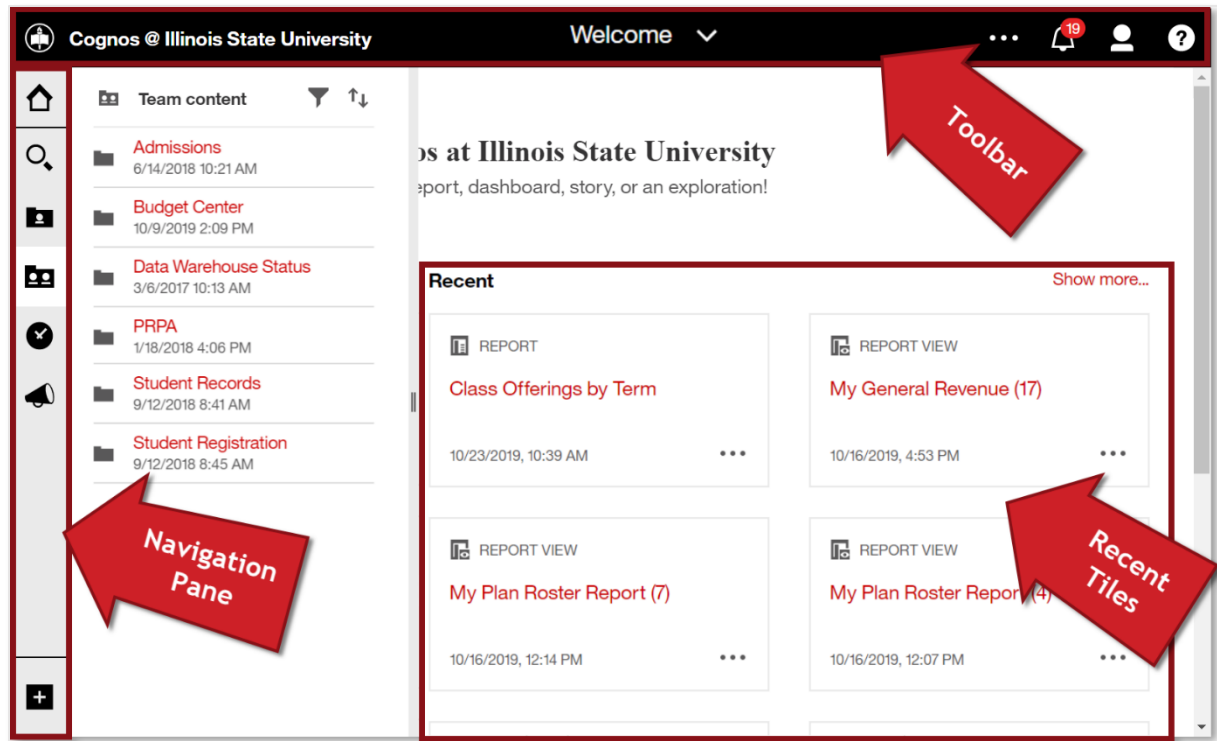 Cognos @ Illinois State University
Welcome
19
?
Toolbar
Team content
Admissions
6/14/2018 10:21 AM
Budget Center
10/9/2019 2:09 PM
Data Warehouse Status
3/6/2017 10:13 AM
PRPA
1/18/2018 4:06 PM
Student Records
9/12/2018 8:41 AM
Student Registration
9/12/2018 8:45 AM
Navigation
Pane
os at Illinois State University
eport, dashboard, story, or an exploration!
Recent
Show more...
REPORT
Class Offerings by Term
10/23/2019, 10:39 AM
REPORT VIEW
My General Revenue (17)
10/16/2019, 4:53 PM
REPORT VIEW
My Plan Roster Report (7)
10/16/2019, 12:14 PM
REPORT VIEW
My Plan Roster Repor (4)
10/16/2019, 12:07 PM
Recent
Tiles